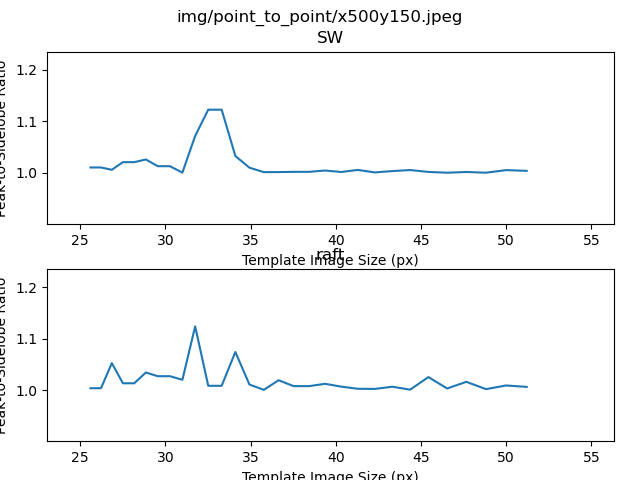 img/point_to_point/x500y150.jpeg
SW
Peak-to-Sidelobe Ratio
1.2
1.1
1.0
25 30 35 40 45 50 55
Template Image Size (px)
raft
Peak-to-Sidelobe Ratio
1.2
1.1
1.0
25 30 35 40 45 50 55
Template Image Size (px)